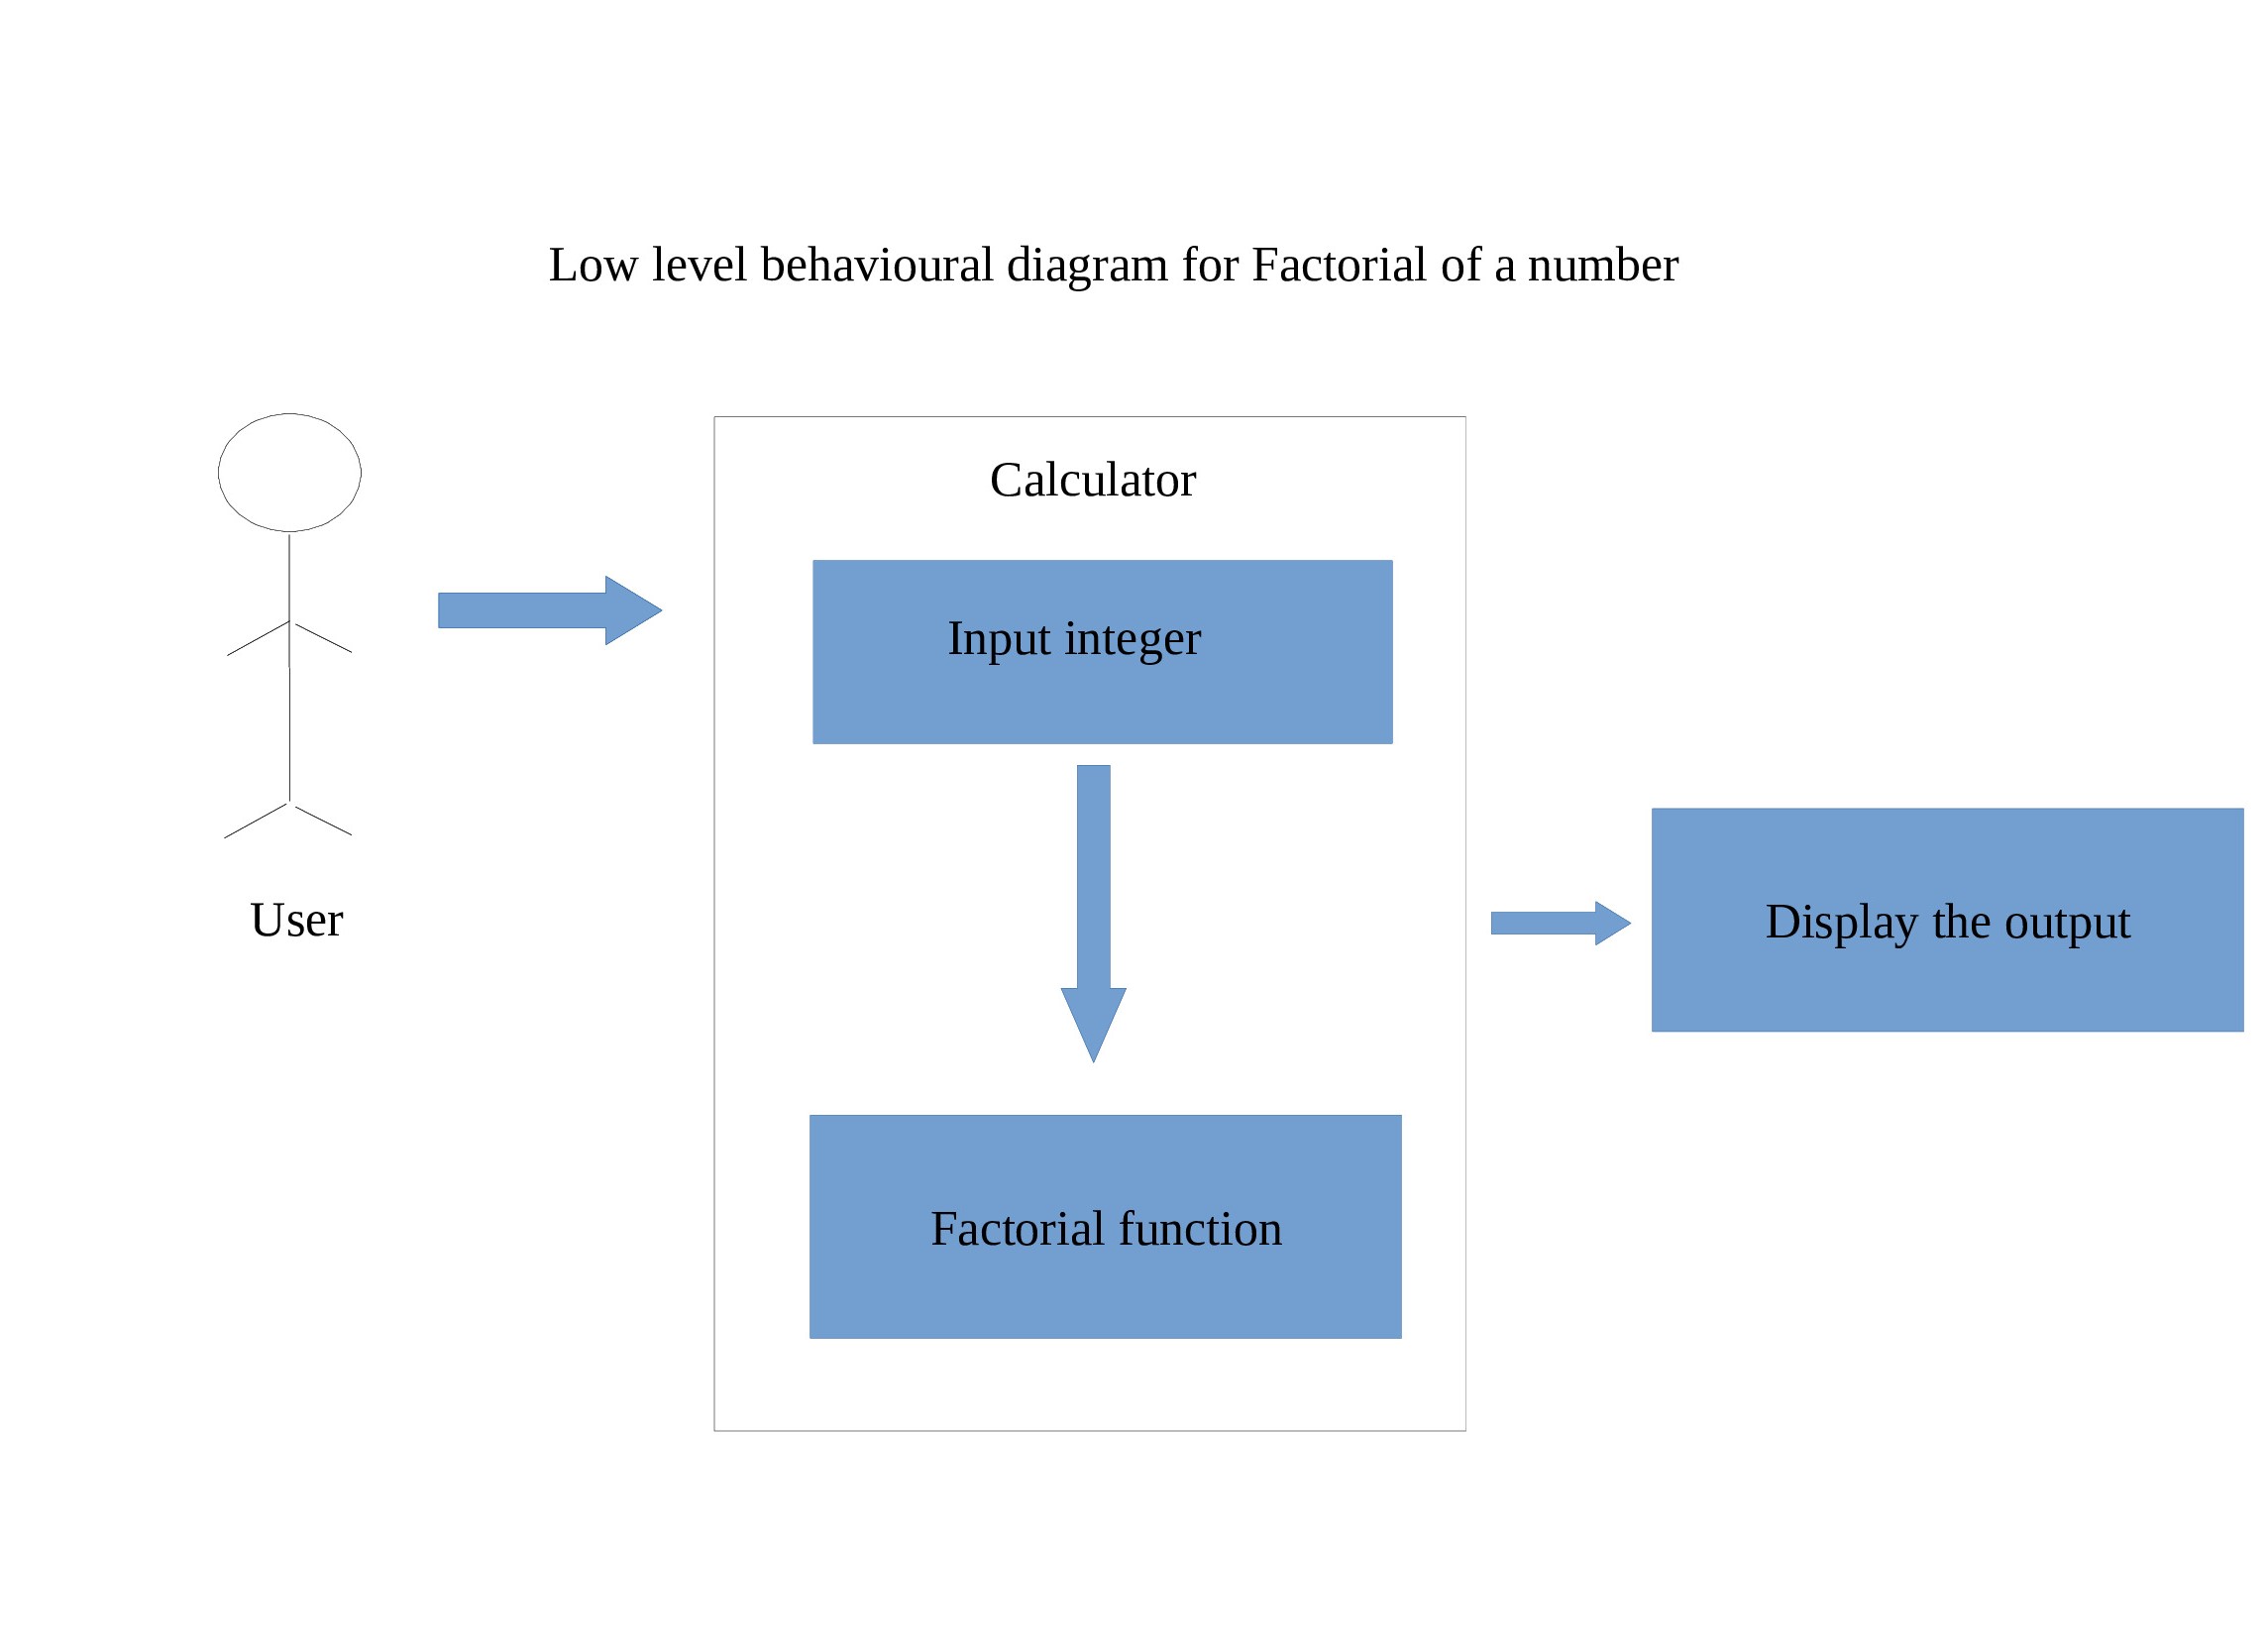 Low level behavioural diagram for Factorial of a number
Calculator
Input integer
User
Display the output
Factorial function